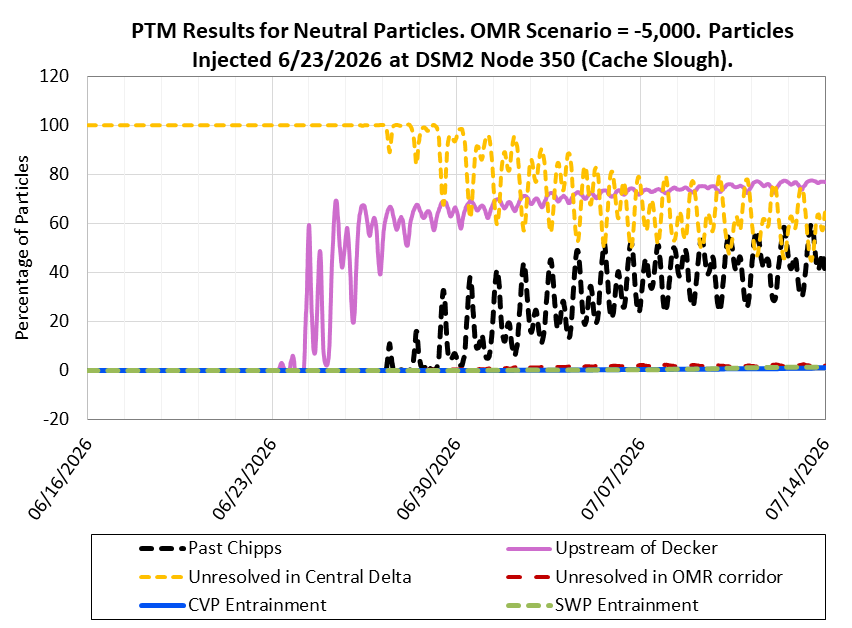 PTM Results for Neutral Particles. OMR Scenario = -5,000. Particles
Injected 6/23/2026 at DSM2 Node 350 (Cache Slough).
120
100
80
60
40
20
0
-20
Percentage of Particles
06/16/2026
06/23/2026
06/30/2026
07/07/2026
07/14/2026
Past Chipps
Upstream of Decker
Unresolved in Central Delta
Unresolved in OMR corridor
CVP Entrainment
SWP Entrainment